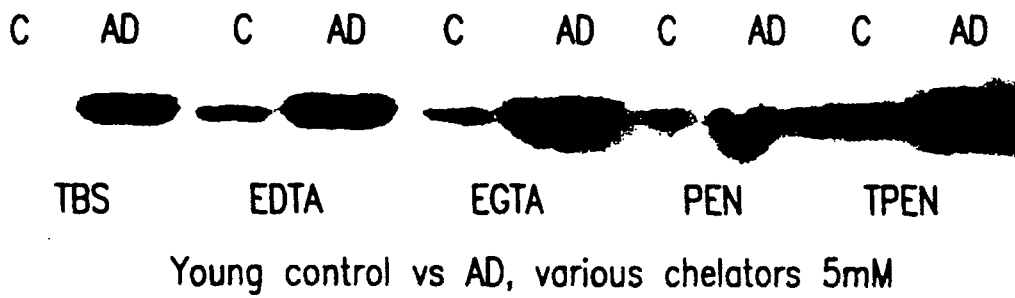 C AD C AD C AD C AD C AD
TBS EDTA EGTA PEN TPEN
Young control vs AD, various chelators 5mM